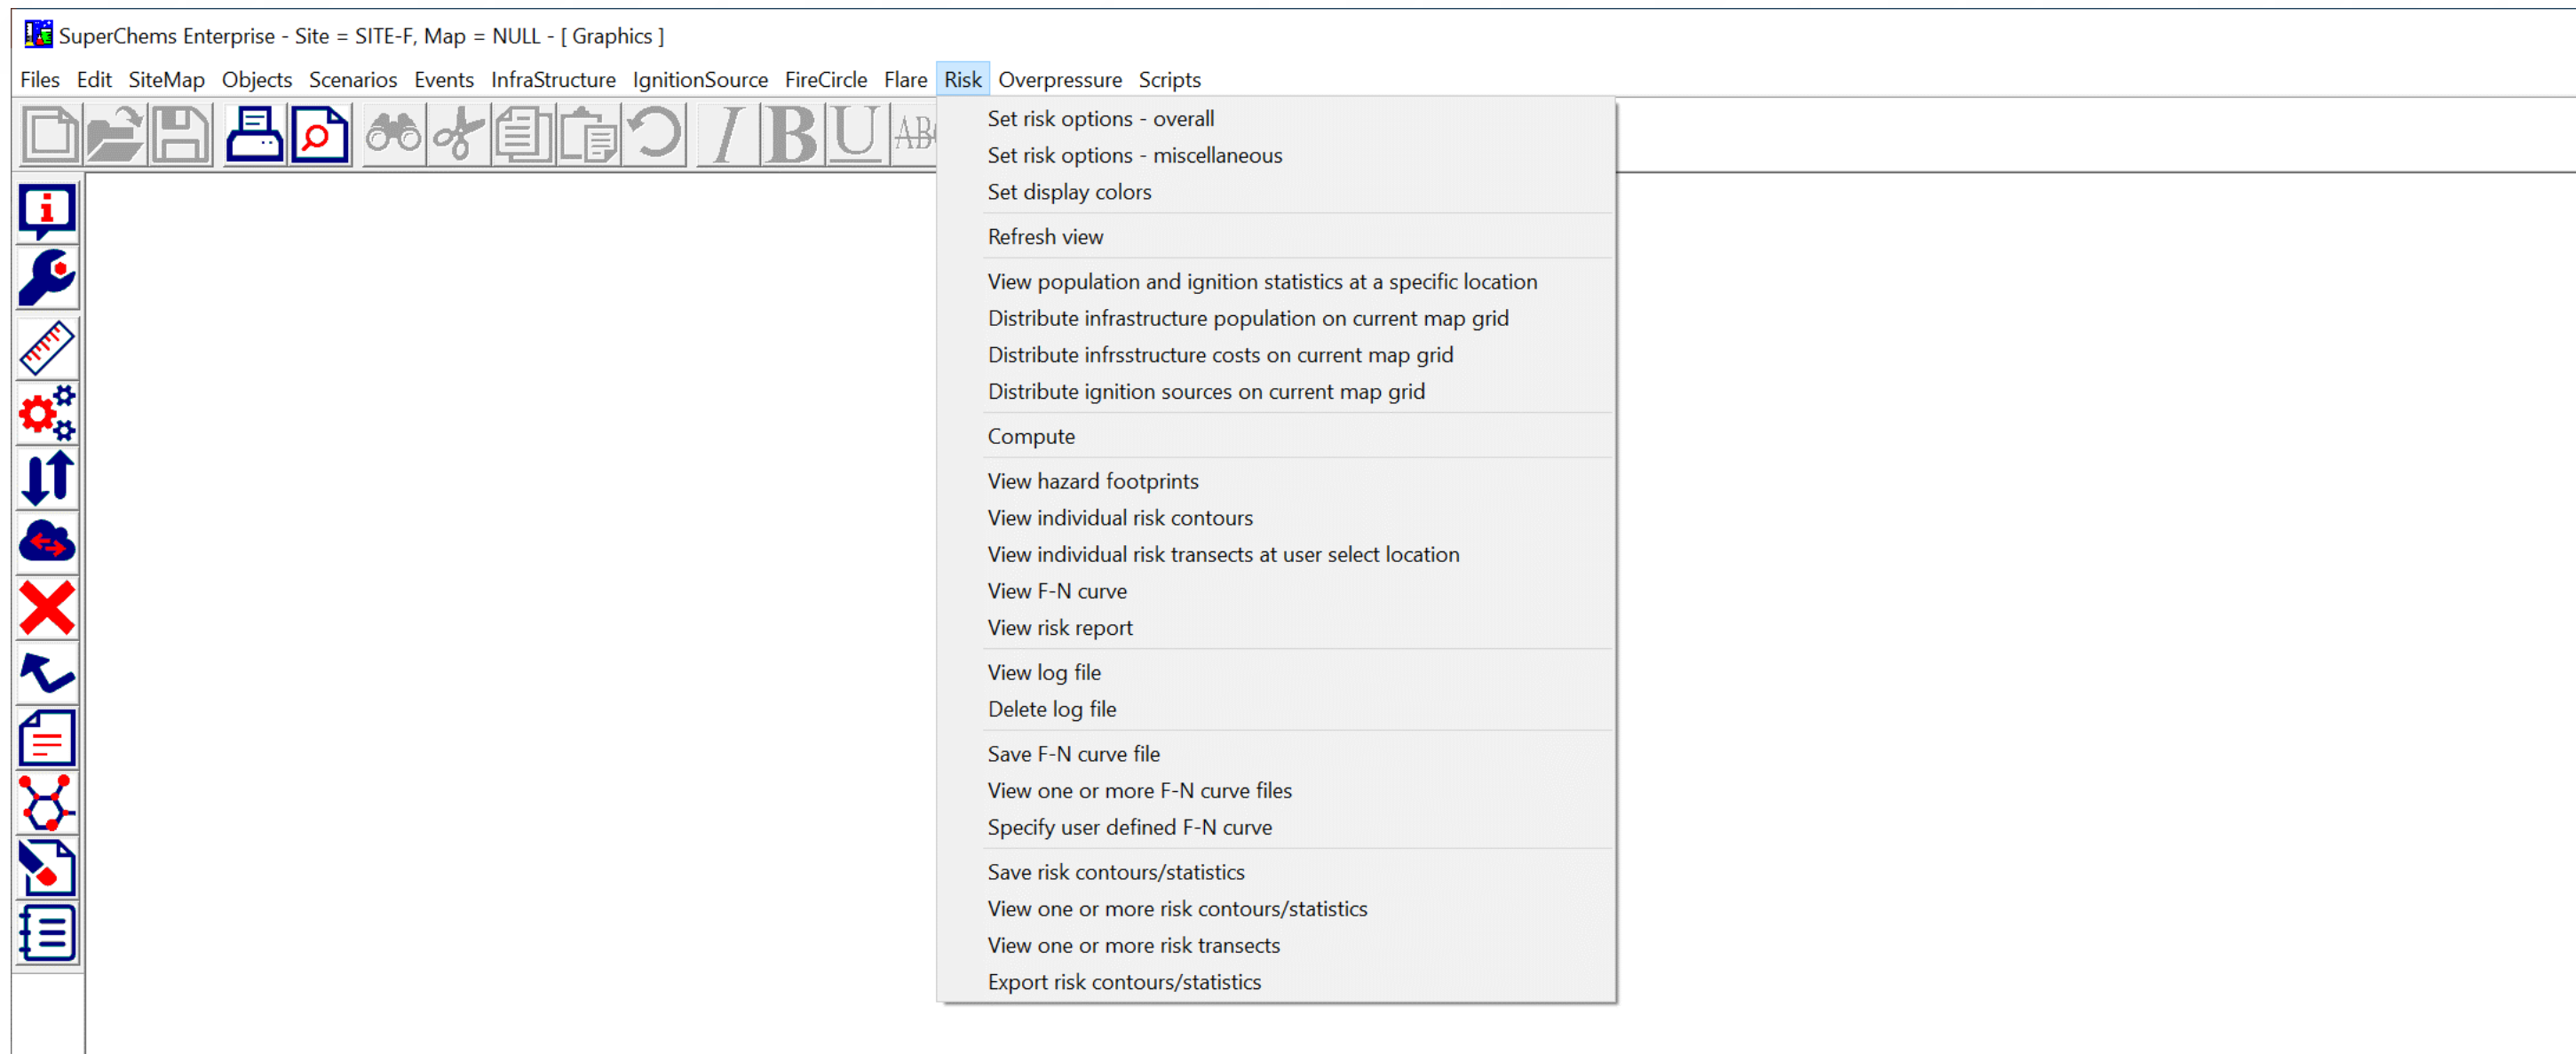 SuperChems Enterprise - Site = SITE-F, Map = NULL - [ Graphics ]
Files Edit SiteMap Objects Scenarios Events InfraStructure IgnitionSource FireCircle Flare Risk Overpressure Scripts
I B U AB
Set risk options - overall
Set risk options - miscellaneous
Set display colors
Refresh view
View population and ignition statistics at a specific location
Distribute infrastructure population on current map grid
Distribute infrsstructure costs on current map grid
Distribute ignition sources on current map grid
Compute
View hazard footprints
View individual risk contours
View individual risk transects at user select location
View F-N curve
View risk report
View log file
Delete log file
Save F-N curve file
View one or more F-N curve files
Specify user defined F-N curve
Save risk contours/statistics
View one or more risk contours/statistics
View one or more risk transects
Export risk contours/statistics